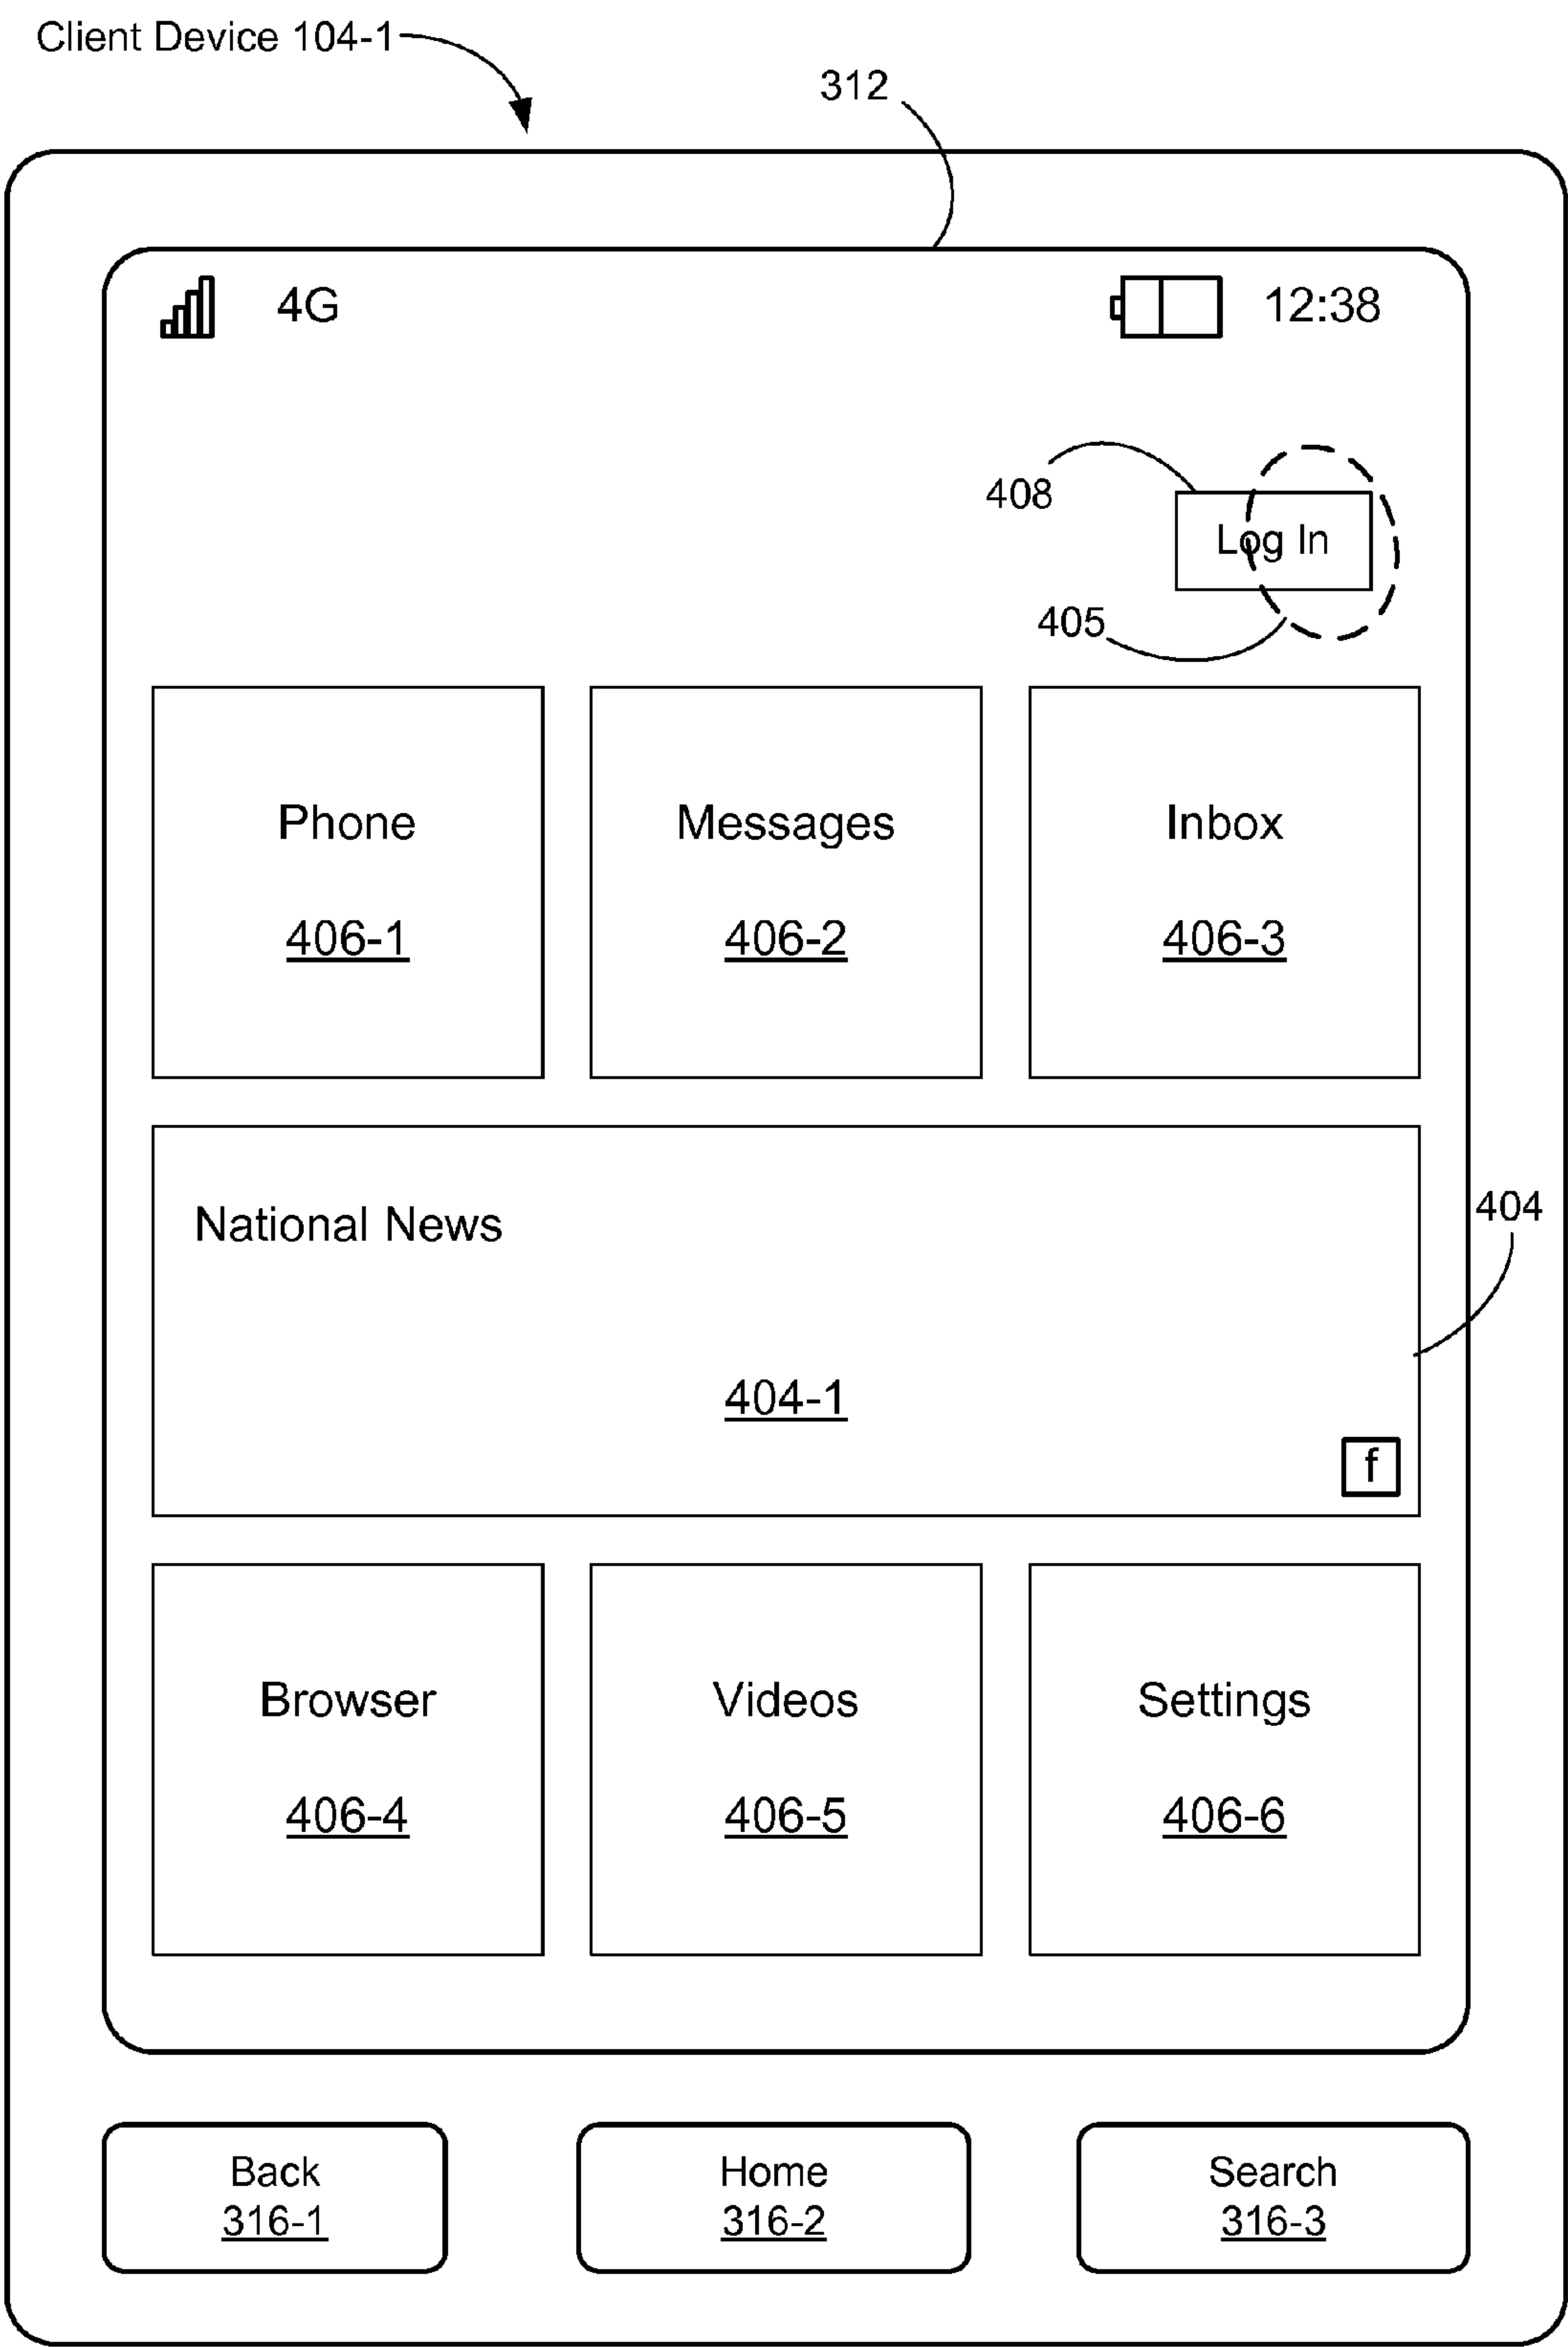 Client Device 104-1
312
4G
12:38
408
Log In
405
Phone
Messages
Inbox
406-1
406-2
406-3
National News
404
404-1
f
Browser
Videos
Settings
406-4
406-5
406-6
Back
Home
Search
316-1
316-2
316-3